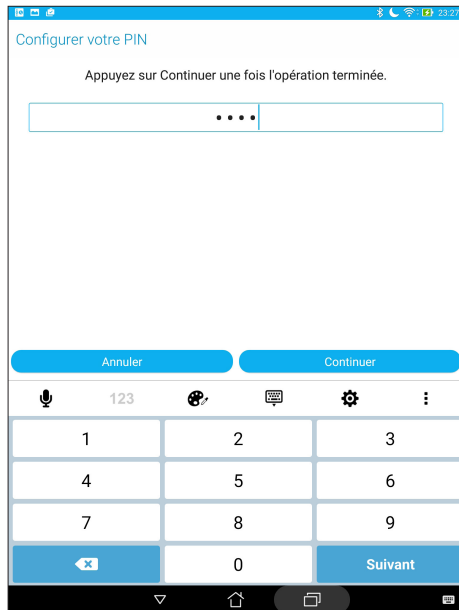 23:27
Configurer votre PIN
Appuyez sur Continuer une fois l'opération terminée.
••••
Annuler Continuer
123
1 2 3
4 5 6
7 8 9
0 Suivant